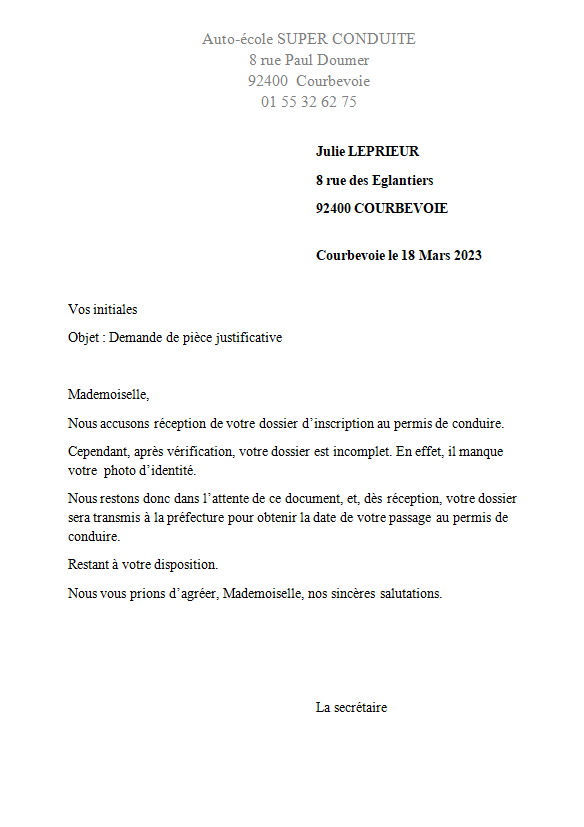 Auto-école SUPER CONDUITE
8 rue Paul Doumer
92400  Courbevoie
01 55 32 62 75
Julie LEPRIEUR
8 rue des Eglantiers
92400 COURBEVOIE
Courbevoie le 18 Mars 2023
Vos initiales
Objet : Demande de pièce justificative
Mademoiselle,
Nous accusons réception de votre dossier d’inscription au permis de conduire.
Cependant, après vérification, votre dossier est incomplet. En effet, il manque
votre  photo d’identité.
Nous restons donc dans l’attente de ce document, et, dès réception, votre dossier
sera transmis à la préfecture pour obtenir la date de votre passage au permis de
conduire.
Restant à votre disposition.
Nous vous prions d’agréer, Mademoiselle, nos sincères salutations.
La secrétaire